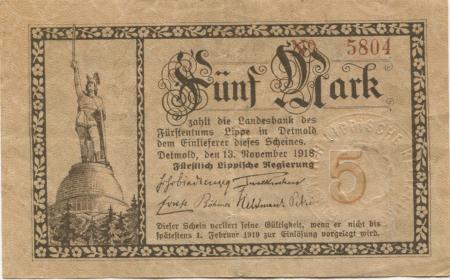 No 5804
Fünf Mark
zahlt die Landesbank des
Fürstentums Lippe in Detmold
dem Einlieferer dieses Scheines.
Detmold, den 13. November 1918
Fürstlich Lippische Regierung
5
Dieser Schein verliert seine Gültigkeit, wenn er nicht bis
spätestens 1. Februar 1919 zur Einlösung vorgelegt wird.